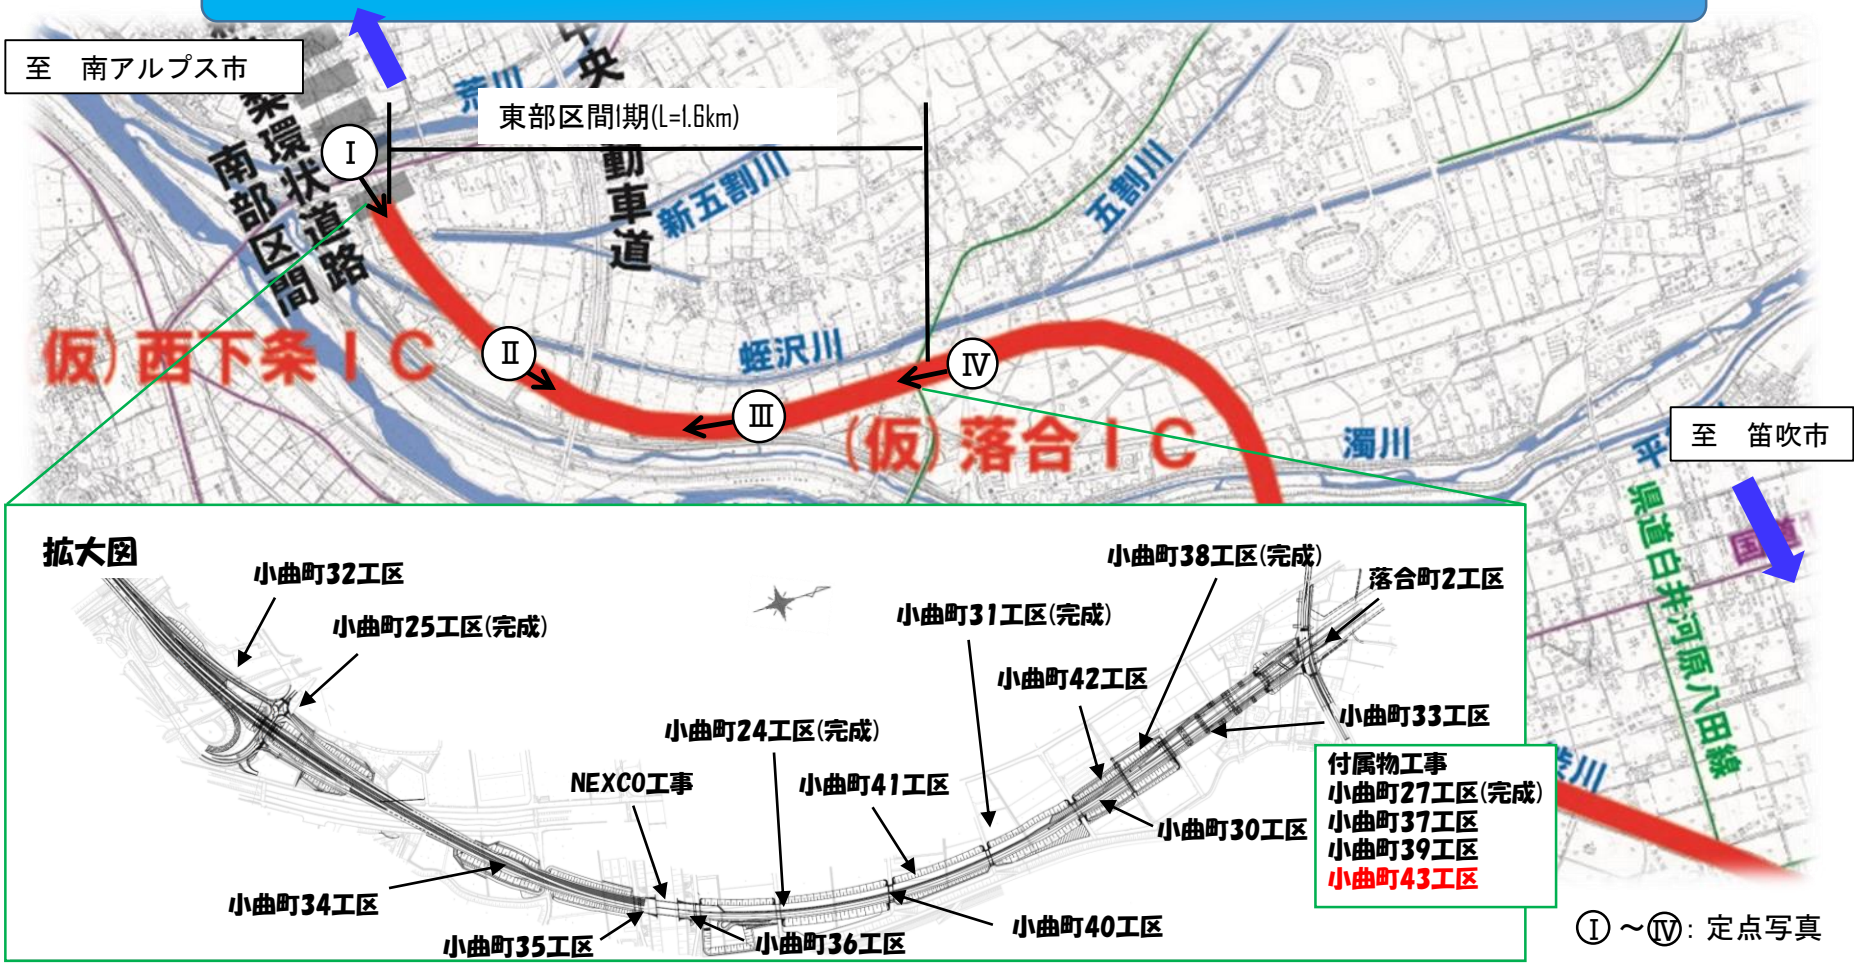 至　南アルプス市
荒川
東部区間1期(L=1.6km)
Ⅰ
環状道路
南部区間
動車道
新五割川
五割川
Ⅱ
蛭沢川
Ⅳ
(仮)西下条ＩＣ
Ⅲ
(仮)落合ＩＣ
濁川
至　笛吹市
県道白井河原八田線
拡大図
小曲町32工区
小曲町25工区(完成)
小曲町38工区(完成)
落合町2工区
小曲町31工区(完成)
小曲町42工区
小曲町33工区
小曲町24工区(完成)
NEXCO工事
小曲町41工区
小曲町30工区
小曲町34工区
小曲町35工区
小曲町36工区
小曲町40工区
付属物工事
小曲町27工区(完成)
小曲町37工区
小曲町39工区
小曲町43工区
Ⅰ～Ⅳ：定点写真